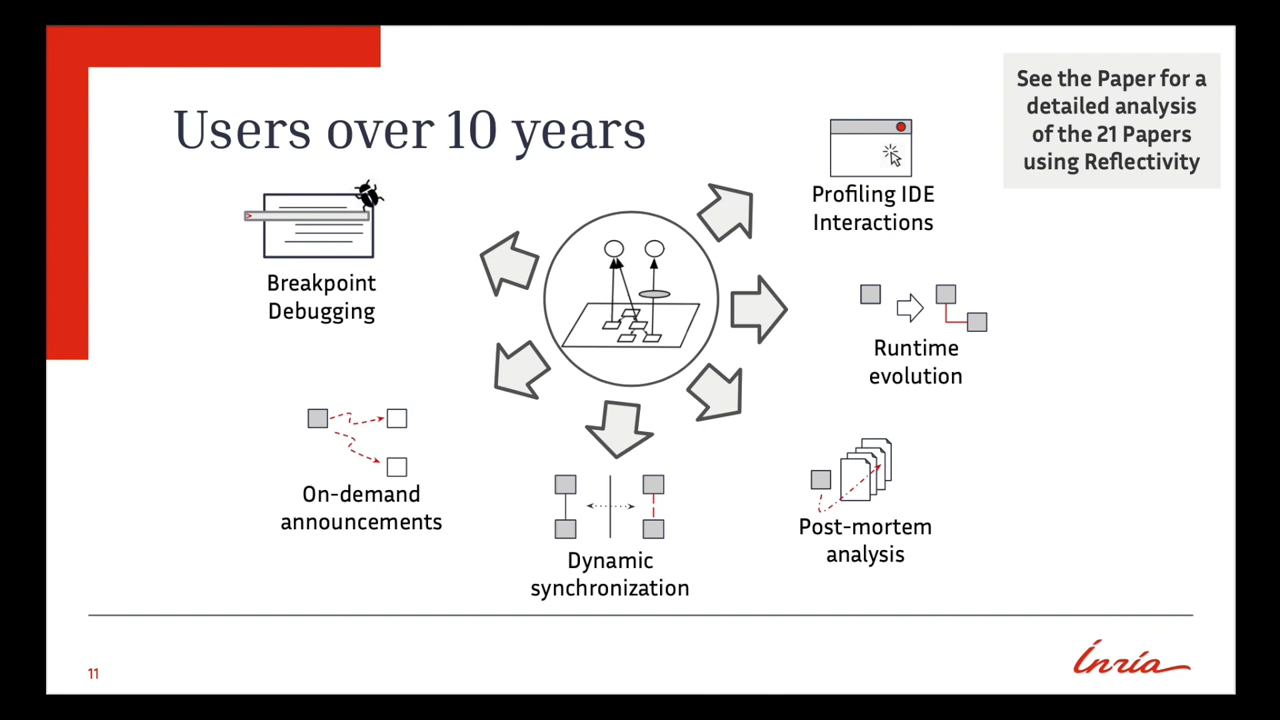 See the Paper for a
detailed analysis
of the 21 Papers
using Reflectivity
Users over 10 years
Profiling IDE
Interactions
Breakpoint
Debugging
Runtime
evolution
On-demand
announcements
Post-mortem
analysis
Dynamic
synchronization
11
Inria